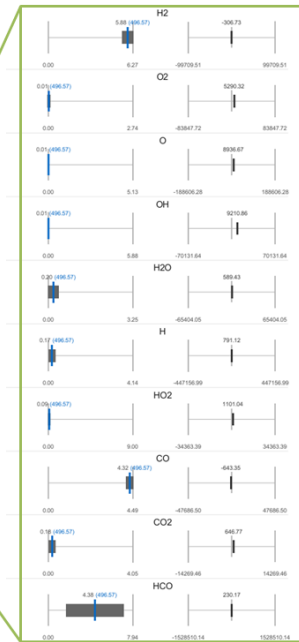 H2
5.88 (496.57) -306.73
0.00 6.27 -99709.51 99709.51
O2
0.01 (496.57) 5290.32
0.00 2.74 -83847.72 83847.72
O
0.01 (496.57) 8936.67
0.00 5.13 -188606.28 188606.28
OH
0.01 (496.57) 9210.86
0.00 5.88 -70131.64 70131.64
H2O
0.20 (496.57) 589.43
0.00 3.25 -65404.05 65404.05
H
0.17 (496.57) 791.12
0.00 4.14 -447156.99 447156.99
HO2
0.09 (496.57) 1101.04
0.00 9.00 -34363.39 34363.39
CO
4.32 (496.57) -643.35
0.00 4.49 -47686.50 47686.50
CO2
0.18 (496.57) 646.77
0.00 4.05 -14269.46 14269.46
HCO
4.38 (496.57) 230.17
0.00 7.94 -1528510.14 1528510.14